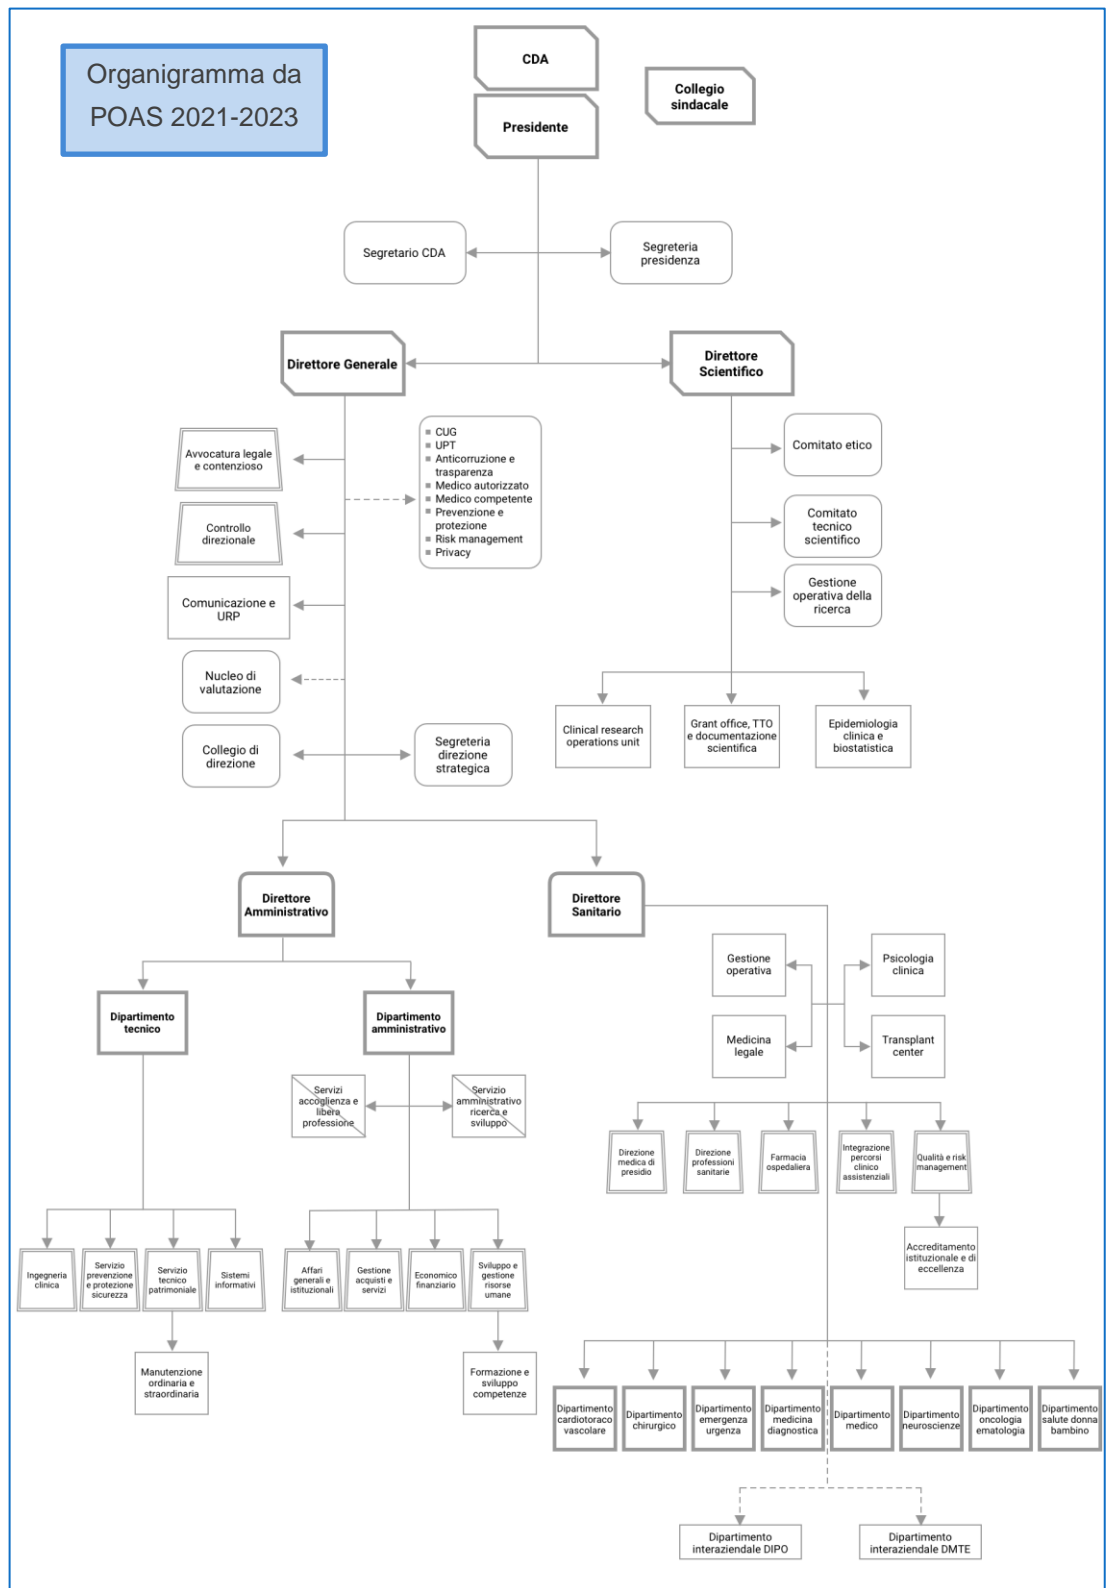 Organigramma da
POAS 2021-2023
CDA
Presidente
Collegio
sindacale
Segretario CDA
Segreteria
presidenza
Direttore Generale
Direttore
Scientifico
Avvocatura legale
e contenzioso
Controllo
direzionale
Comunicazione e
URP
Nucleo di
valutazione
Collegio di
direzione
CUG
UPT
Anticorruzione e
trasparenza
Medico autorizzato
Medico competente
Prevenzione e
protezione
Risk management
Privacy
Segreteria
direzione
strategica
Comitato etico
Comitato
tecnico
scientifico
Gestione
operativa della
ricerca
Clinical research
operations unit
Grant office, TTO
e documentazione
scientifica
Epidemiologia
clinica e
biostatistica
Direttore
Amministrativo
Direttore
Sanitario
Gestione
operativa
Psicologia
clinica
Medicina
legale
Transplant
center
Dipartimento
tecnico
Dipartimento
amministrativo
Servizi
accoglienza e
libera
professione
Servizio
amministrativo
ricerca e
sviluppo
Direzione
medica di
presidio
Direzione
professioni
sanitarie
Farmacia
ospedaliera
Integrazione
percorsi
clinico
assistenziali
Qualità e risk
management
Accreditamento
istituzionale e di
eccellenza
Ingegneria
clinica
Servizio
prevenzione
e protezione
sicurezza
Servizio
tecnico
patrimoniale
Sistemi
informativi
Affari
generali e
istituzionali
Gestione
acquisti e
servizi
Economico
finanziario
Sviluppo e
gestione
risorse
umane
Manutenzione
ordinaria e
straordinaria
Formazione e
sviluppo
competenze
Dipartimento
cardiotoraco
vascolare
Dipartimento
chirurgico
Dipartimento
emergenza
urgenza
Dipartimento
medicina
diagnostica
Dipartimento
medico
Dipartimento
neuroscienze
Dipartimento
oncologia
ematologia
Dipartimento
salute donna
bambino
Dipartimento
interaziendale DIPO
Dipartimento
interaziendale DMTE